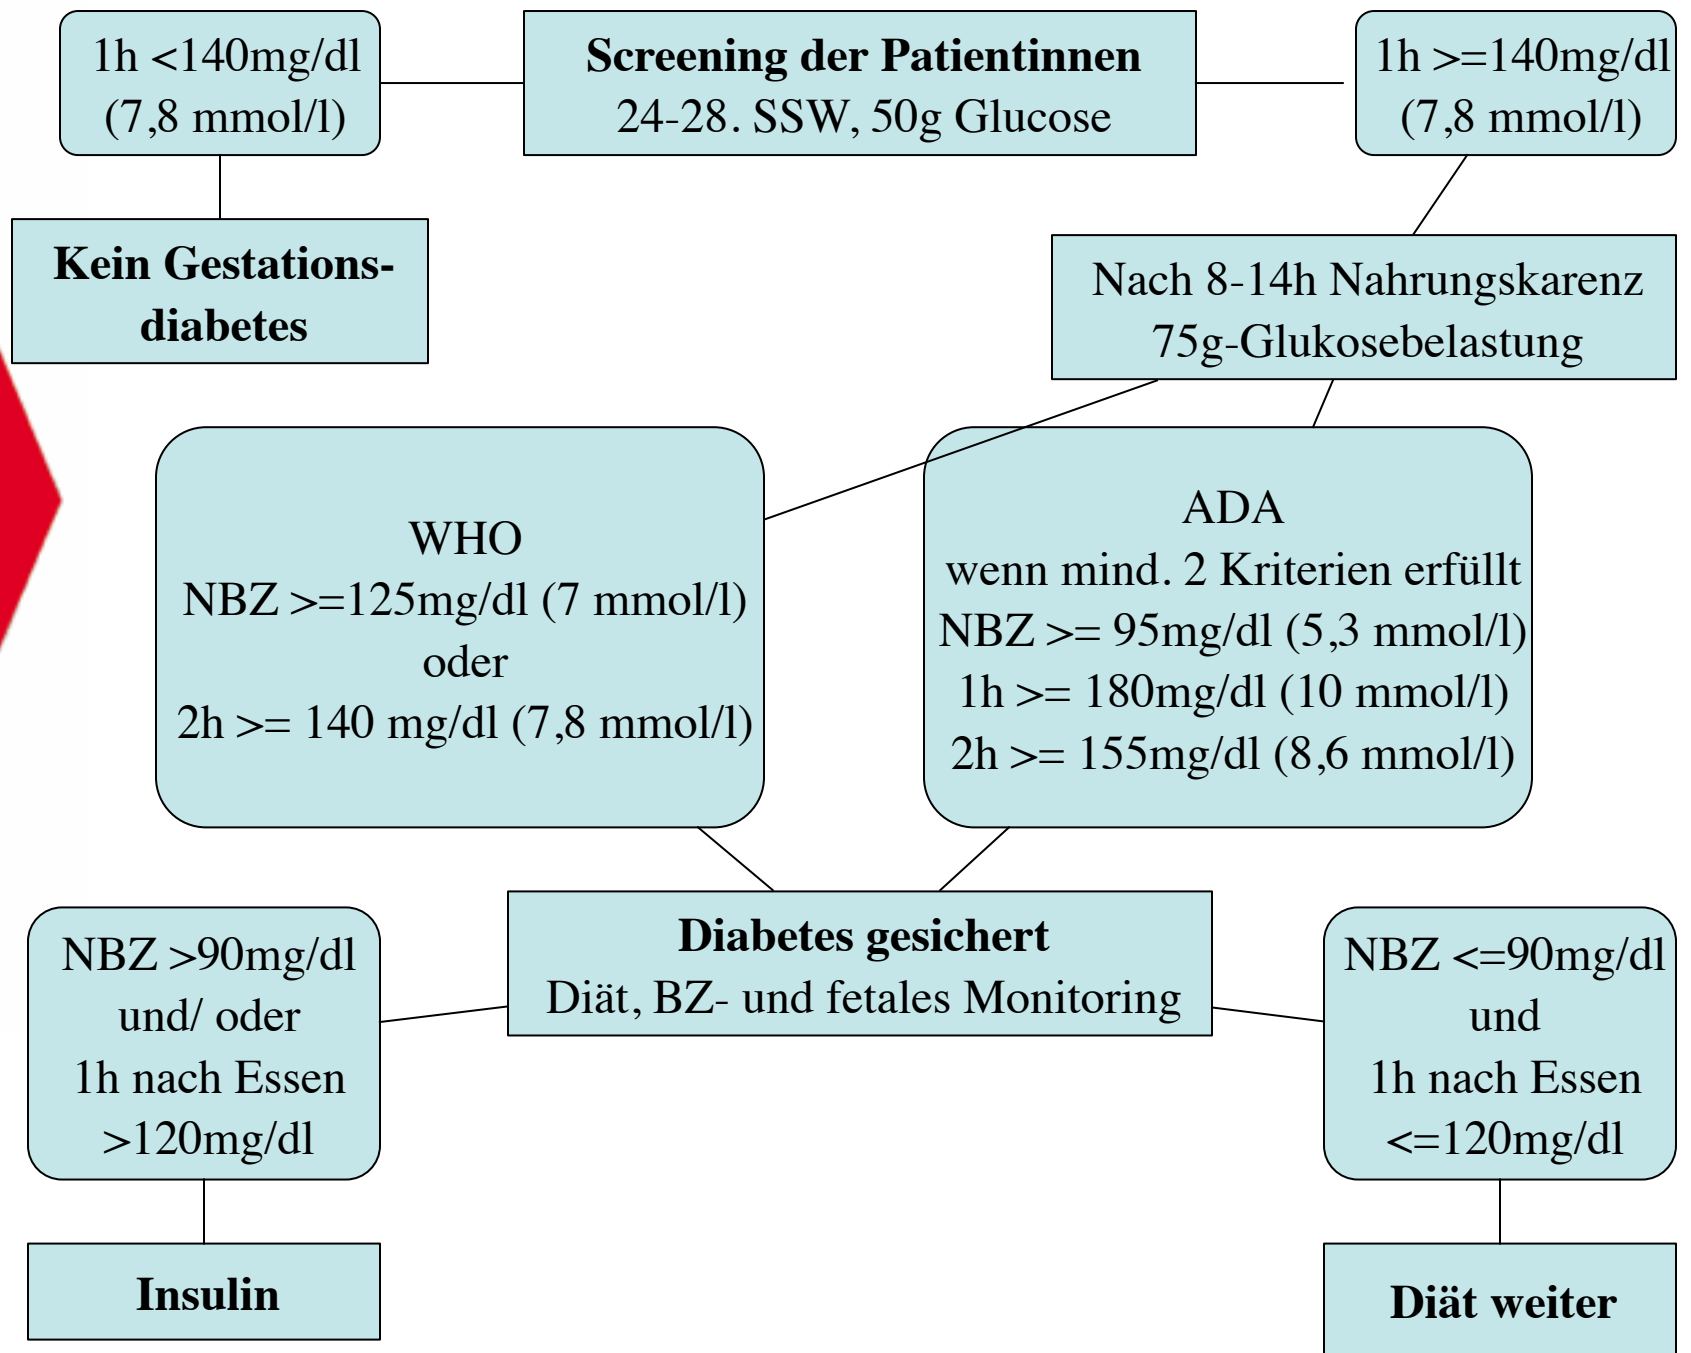 1h <140mg/dl
(7,8 mmol/l)
Screening der Patientinnen
24-28. SSW, 50g Glucose
1h >=140mg/dl
(7,8 mmol/l)
Kein Gestations-
diabetes
Nach 8-14h Nahrungskarenz
75g-Glukosebelastung
WHO
NBZ >=125mg/dl (7 mmol/l)
oder
2h >= 140 mg/dl (7,8 mmol/l)
ADA
wenn mind. 2 Kriterien erfüllt
NBZ >= 95mg/dl (5,3 mmol/l)
1h >= 180mg/dl (10 mmol/l)
2h >= 155mg/dl (8,6 mmol/l)
Diabetes gesichert
Diät, BZ- und fetales Monitoring
NBZ >90mg/dl
und/ oder
1h nach Essen
>120mg/dl
NBZ <=90mg/dl
und
1h nach Essen
<=120mg/dl
Insulin
Diät weiter